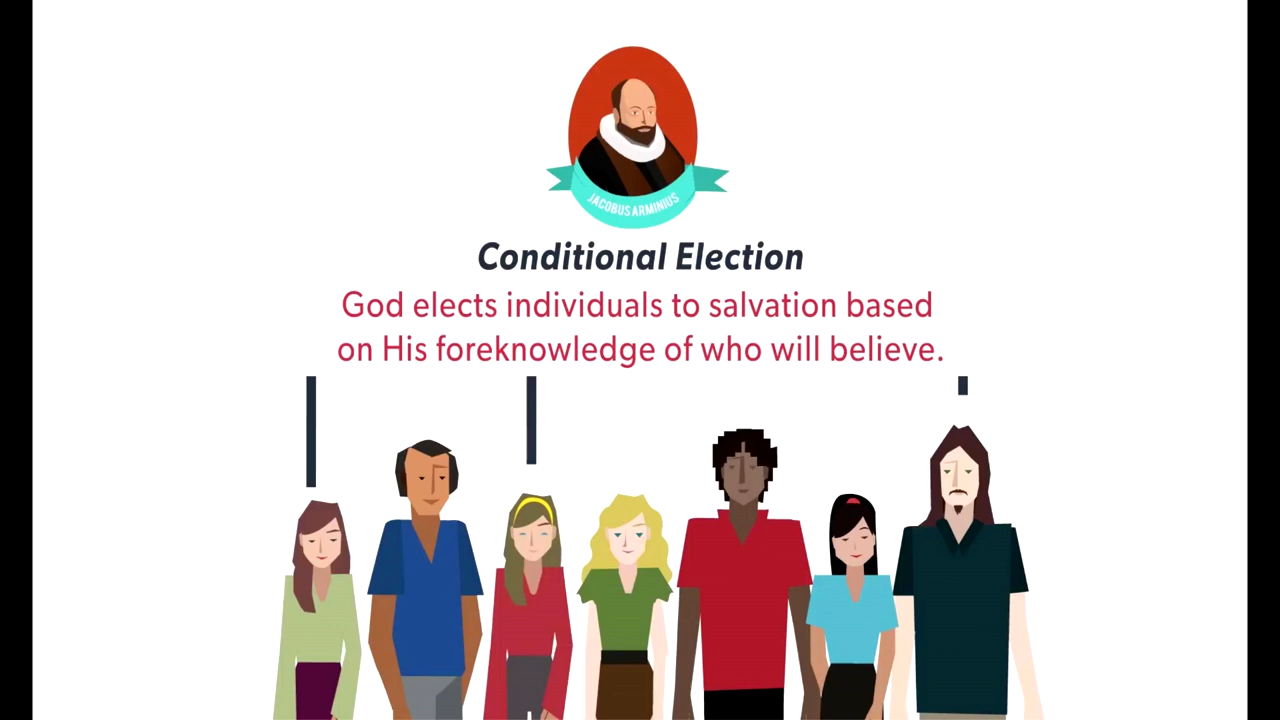 JACOBUS ARMINIUS
Conditional Election
God elects individuals to salvation based
on His foreknowledge of who will believe.